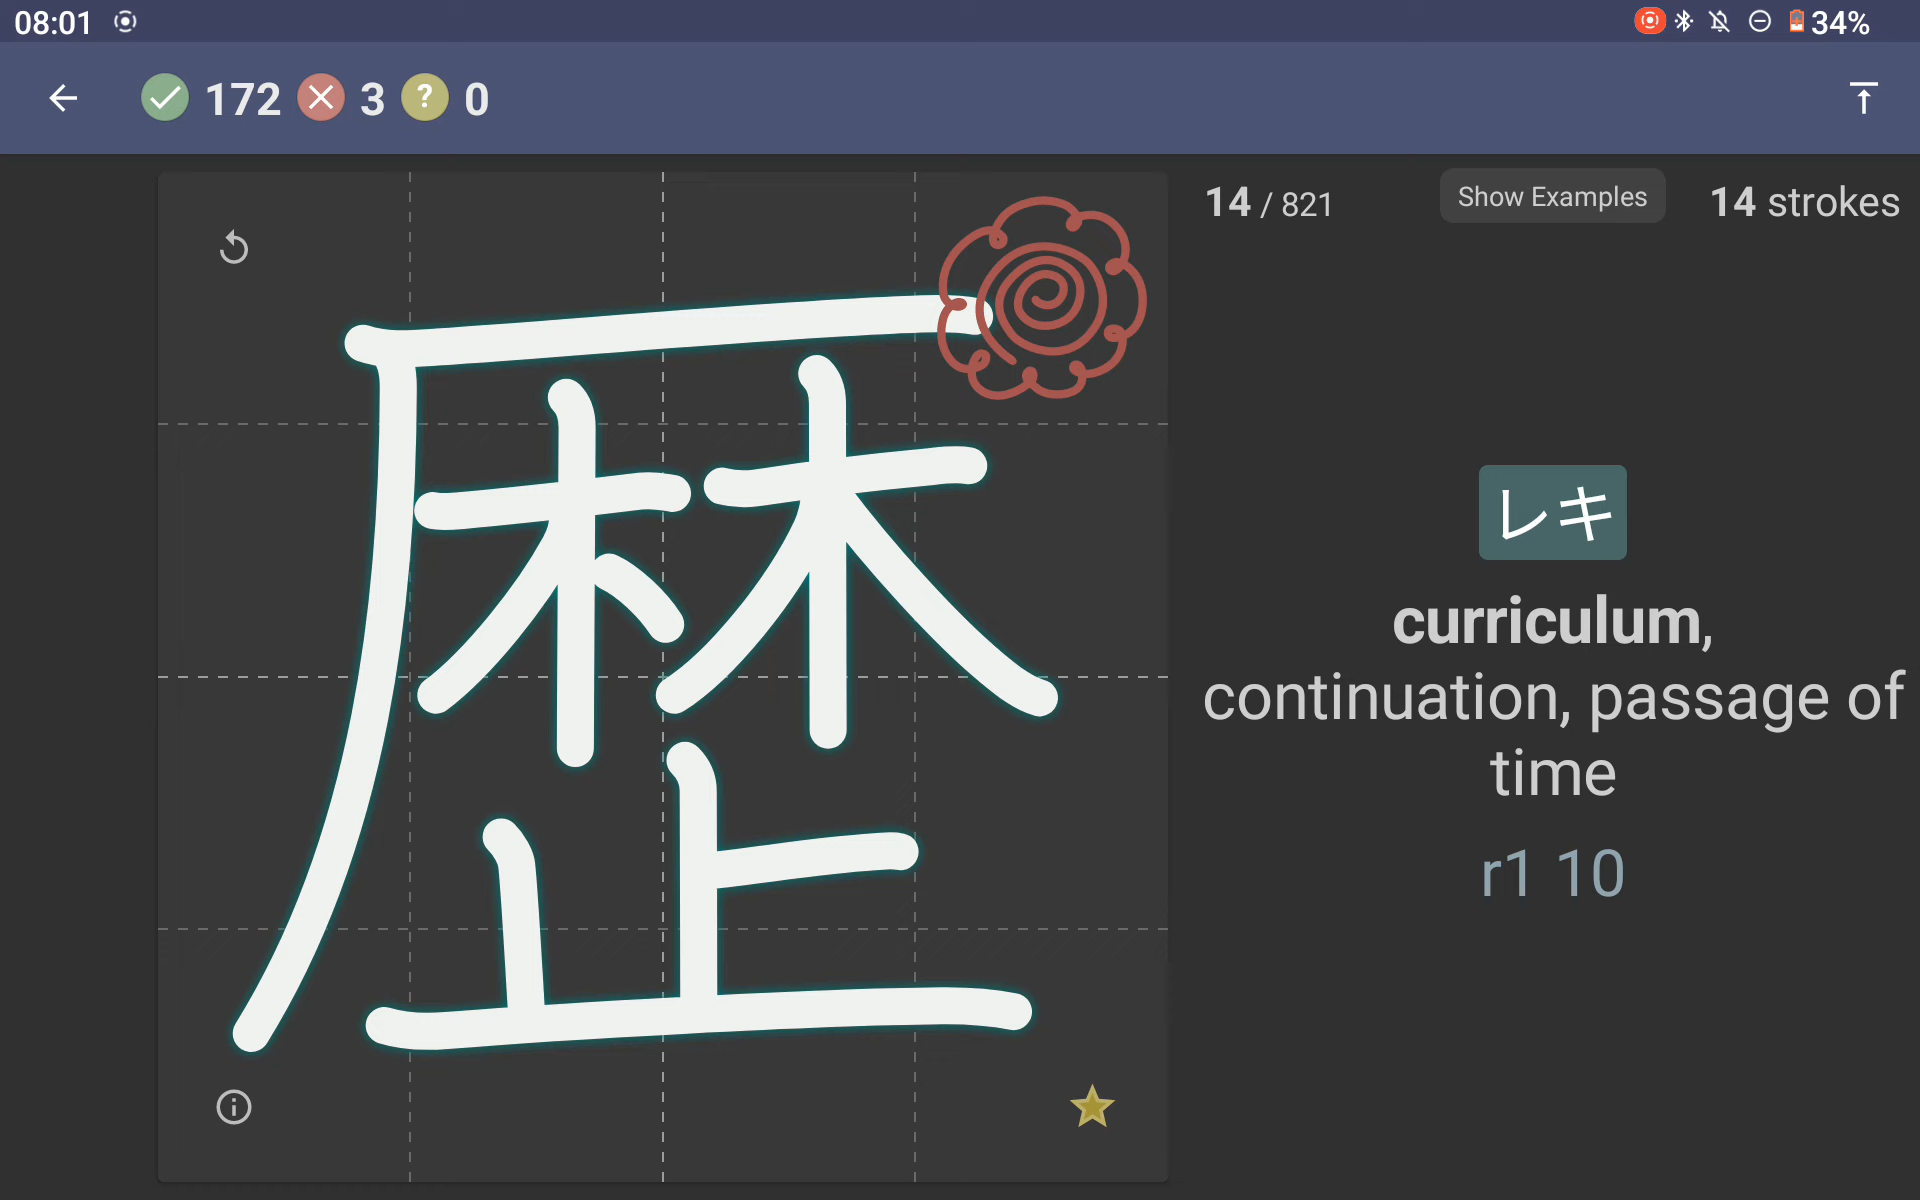 08:01 34%
172 3 ? 0
14 / 821 Show Examples 14 strokes
歴
レキ
curriculum,
continuation, passage of
time
r1 10